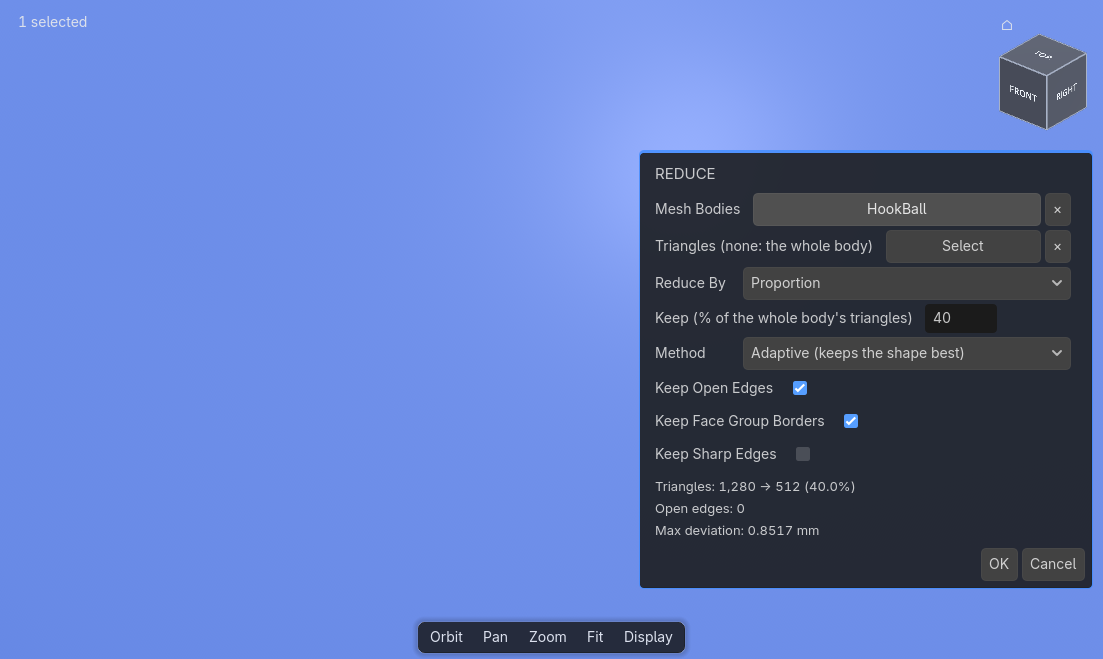 1 selected
TOP
FRONT
RIGHT
REDUCE
Mesh Bodies HookBall ×
Triangles (none: the whole body) Select ×
Reduce By Proportion
Keep (% of the whole body's triangles) 40
Method Adaptive (keeps the shape best)
Keep Open Edges
Keep Face Group Borders
Keep Sharp Edges
Triangles: 1,280 → 512 (40.0%)
Open edges: 0
Max deviation: 0.8517 mm
OK Cancel
Orbit Pan Zoom Fit Display